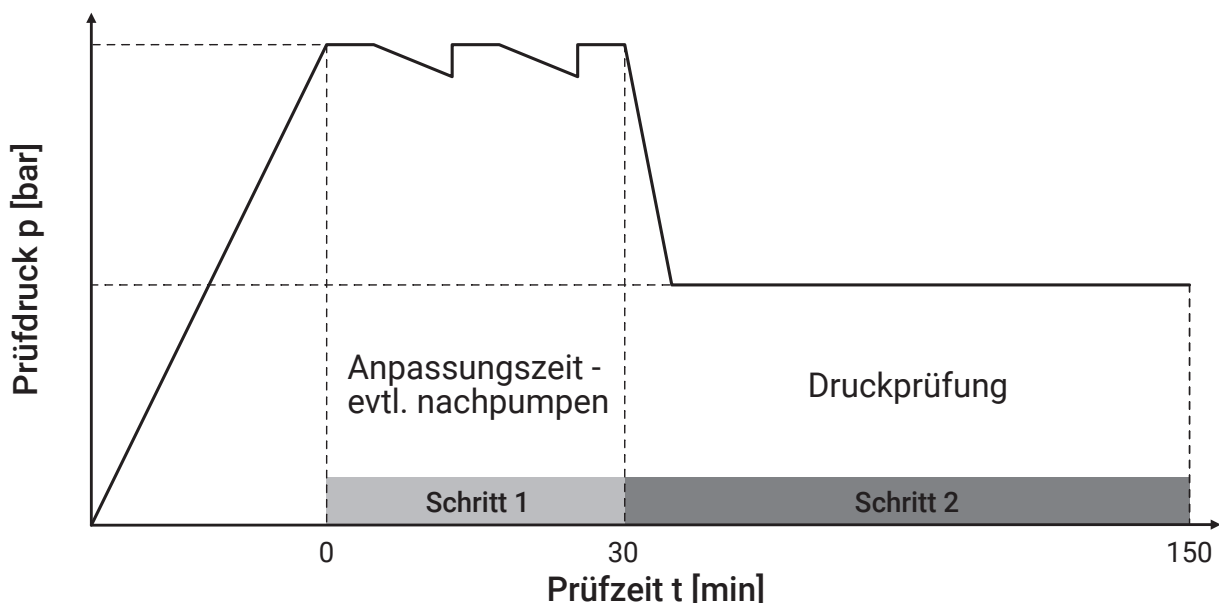 Prüfdruck p [bar]
Anpassungszeit -
evtl. nachpumpen
Druckprüfung
Schritt 1
Schritt 2
0
30
150
Prüfzeit t [min]